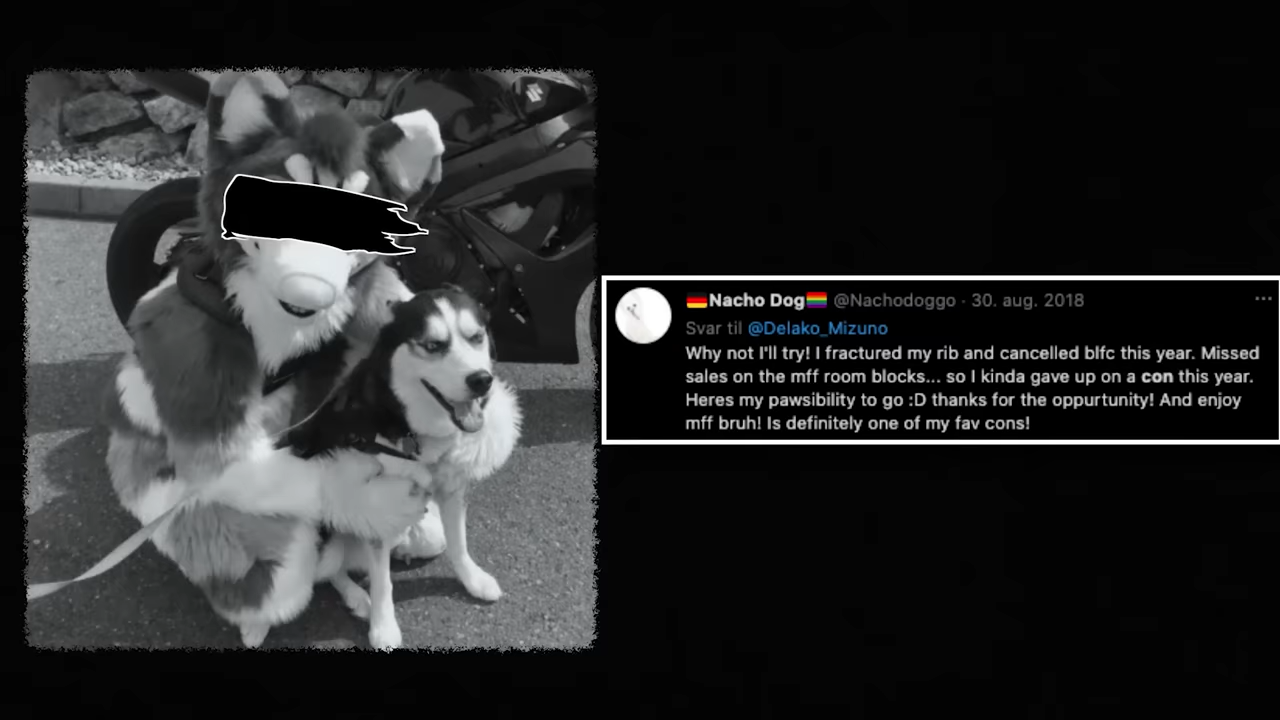 Nacho Dog @Nachodoggo · 30. aug. 2018
Svar til @Delako_Mizuno
Why not I'll try! I fractured my rib and cancelled blfc this year. Missed
sales on the mff room blocks... so I kinda gave up on a con this year.
Heres my pawsibility to go :D thanks for the oppurtunity! And enjoy
mff bruh! Is definitely one of my fav cons!